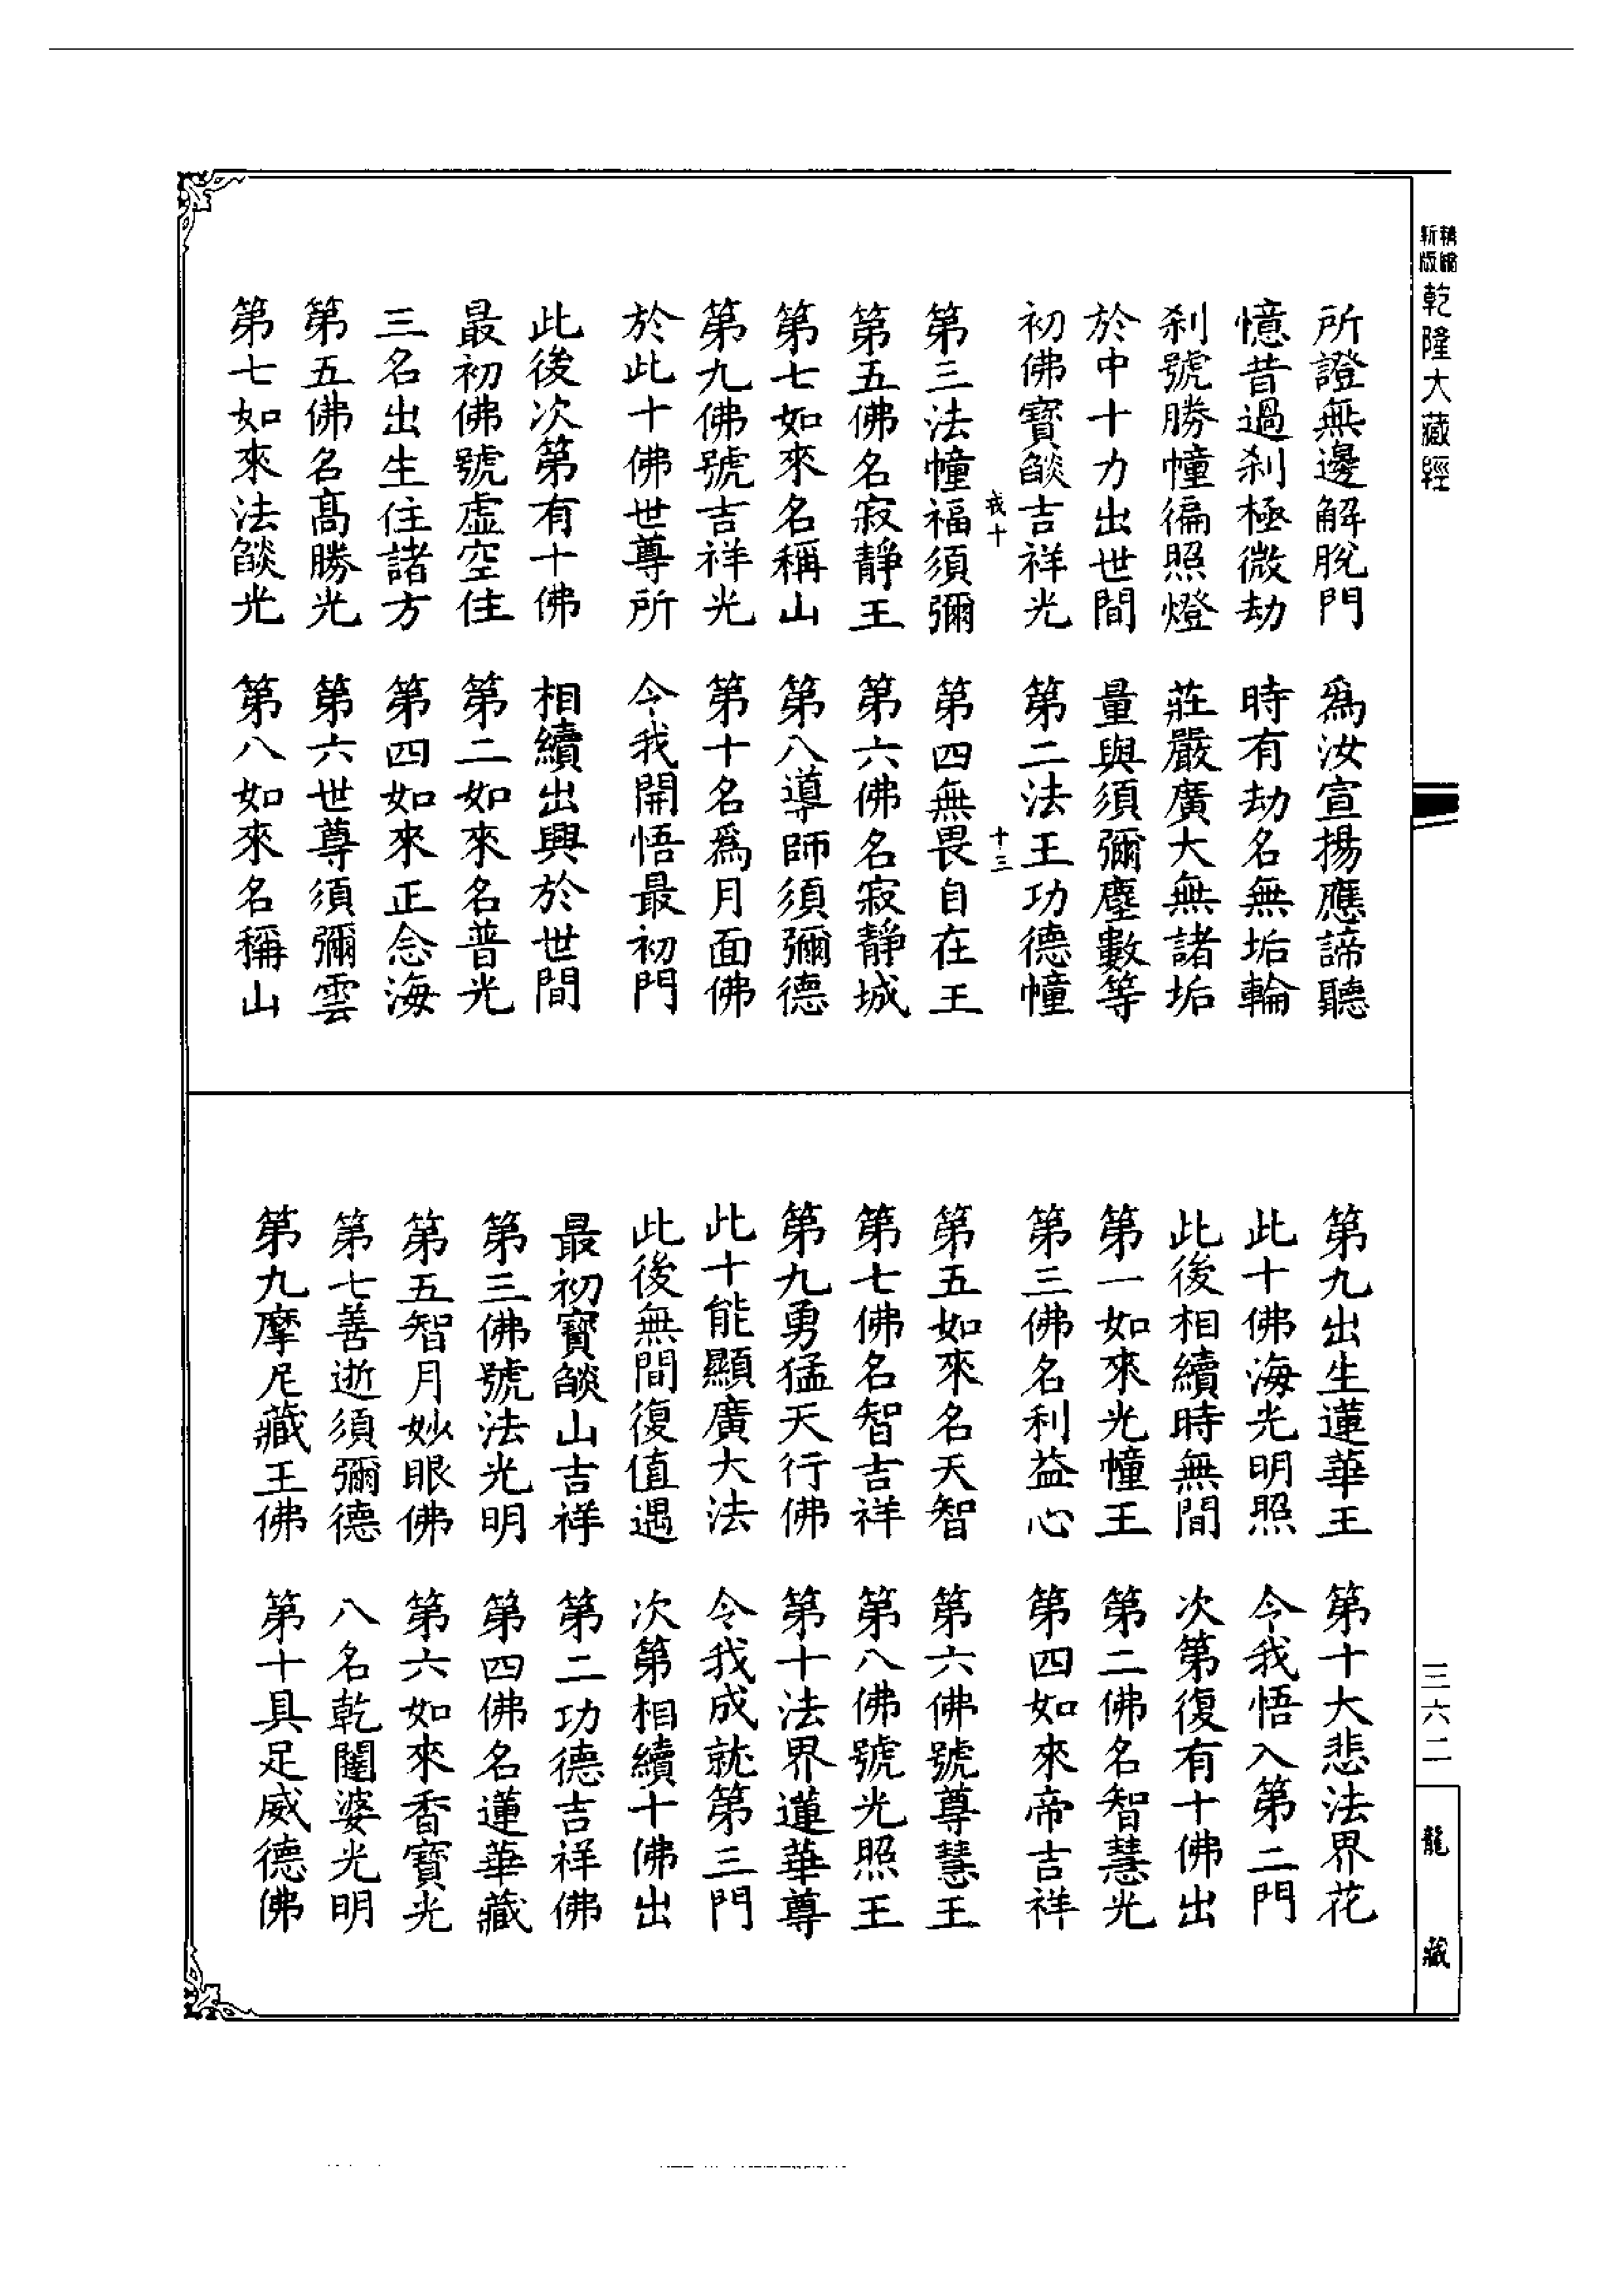 新版精縮乾隆大藏經
所證無邊解脫門 爲汝宣揚應諦聽
憶昔過剎極微劫 時有劫名無垢輪
剎號勝幢徧照燈 莊嚴廣大無諸垢
於中十力出世間 量與須彌塵數等
初佛寶燄吉祥光 第二法王功德幢
十三
第三法幢福須彌 第四無畏自在王
第五佛名寂靜王 第六佛名寂靜城
第七如來名稱山 第八導師須彌德
第九佛號吉祥光 第十名爲月面佛
於此十佛世尊所 令我開悟最初門
此後次第有十佛 相續出興於世間
最初佛號虛空住 第二如來名普光
三名出生住諸方 第四如來正念海
第五佛名高勝光 第六世尊須彌雲
第七如來法燄光 第八如來名稱山
第九出生蓮華王 第十大悲法界花
此十佛海光明照 令我悟入第二門
此後相續時無間 次第復有十佛出
第一如來光幢王 第二佛名智慧光
第三佛名利益心 第四如來帝吉祥
第五如來名天智 第六佛號尊慧王
第七佛名智吉祥 第八佛號光照王
第九勇猛天行佛 第十法界蓮華尊
此十能顯廣大法 令我成就第三門
此後無間復值遇 次第相續十佛出
最初寶燄山吉祥 第二功德吉祥佛
第三佛號法光明 第四佛名蓮華藏
第五智月妙眼佛 第六如來香寶光
第七善逝須彌德 八名乾闥婆光明
第九摩尼藏王佛 第十具足威德佛
三六二
龍藏